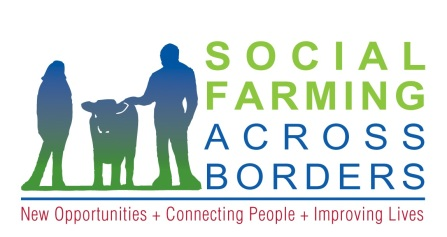 SOCIAL
FARMING
ACROSS
BORDERS
New Opportunities + Connecting People + Improving Lives